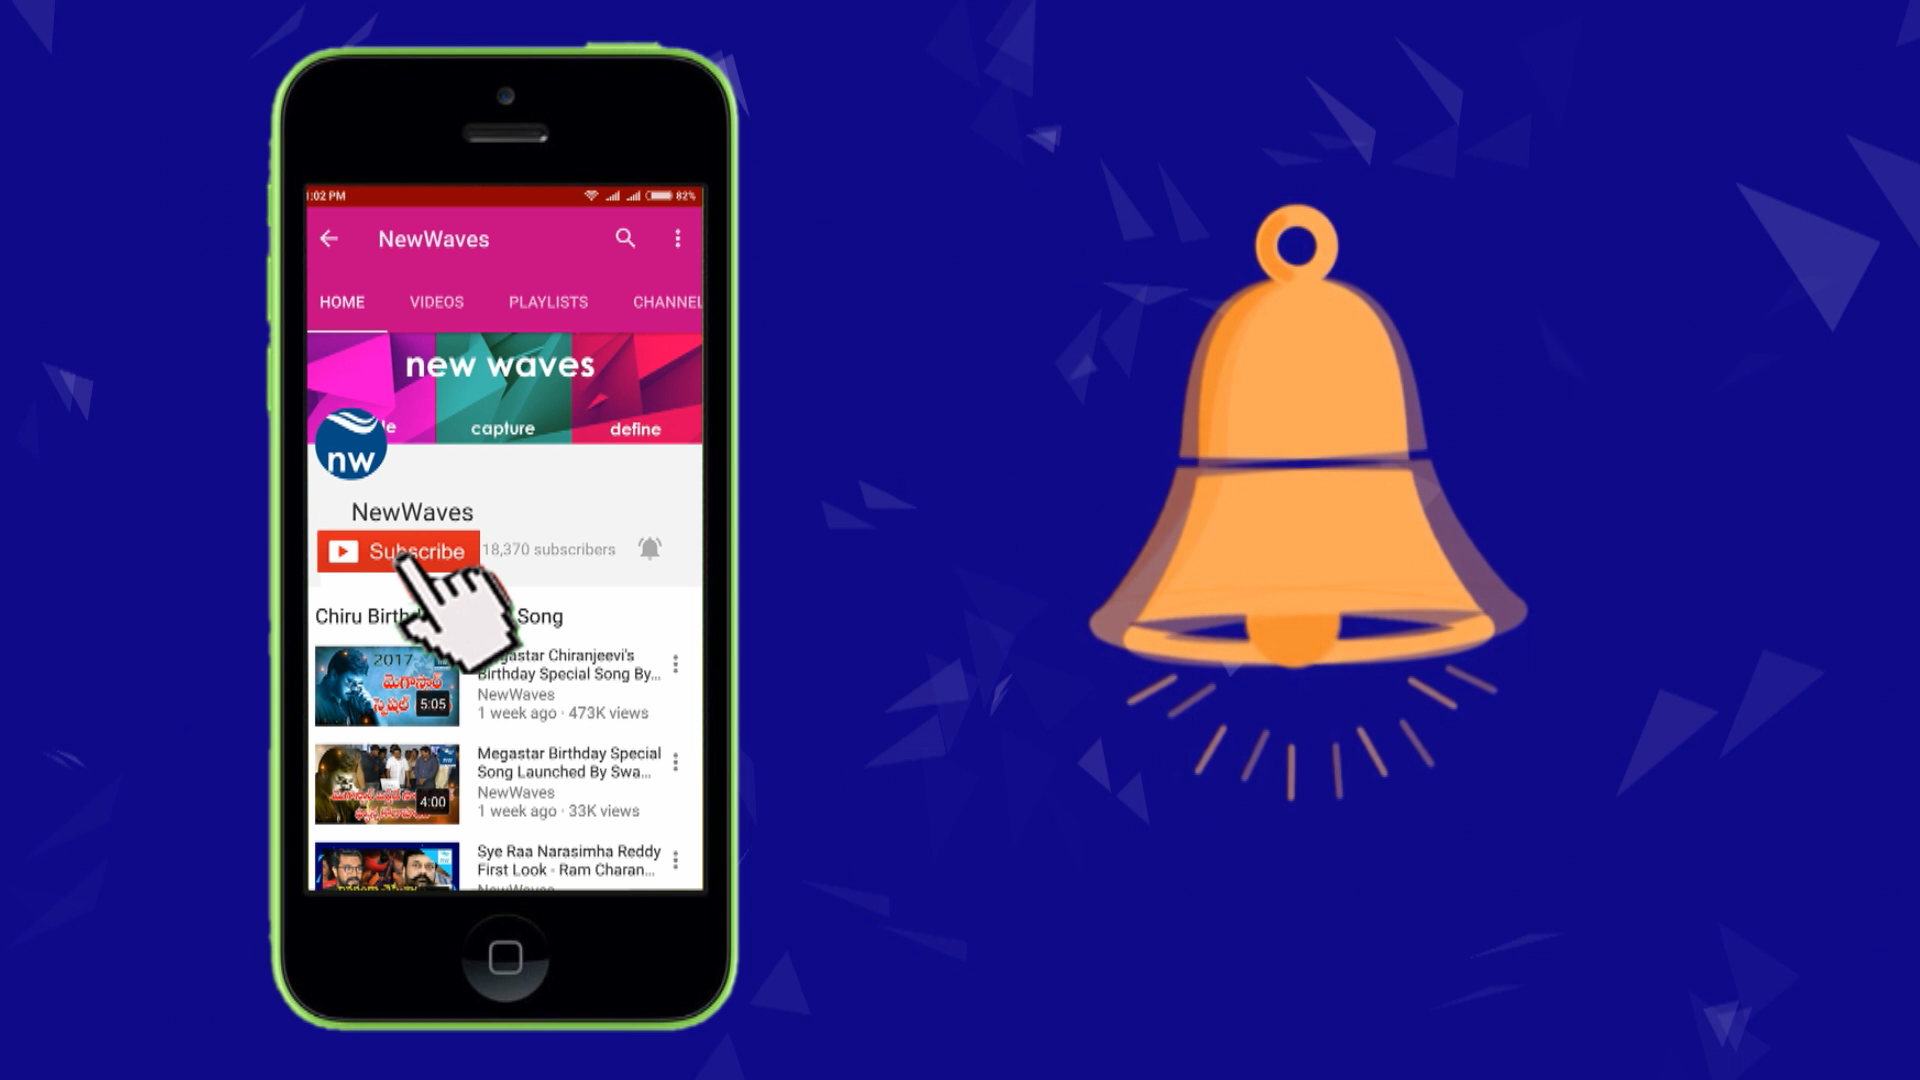 1:02 PM
82%
NewWaves
HOME VIDEOS PLAYLISTS CHANNEL
new waves
capture define
nw
NewWaves
Subscribe 18,370 subscribers
Chiru Song
Chiranjeevi's
Birthday Special Song By...
NewWaves
1 week ago · 473K views
2017
మెగాస్టార్
స్పెషల్
5:05
Megastar Birthday Special
Song Launched By Swa...
NewWaves
1 week ago · 33K views
4:00
Sye Raa Narasimha Reddy
First Look - Ram Charan...
NewWaves